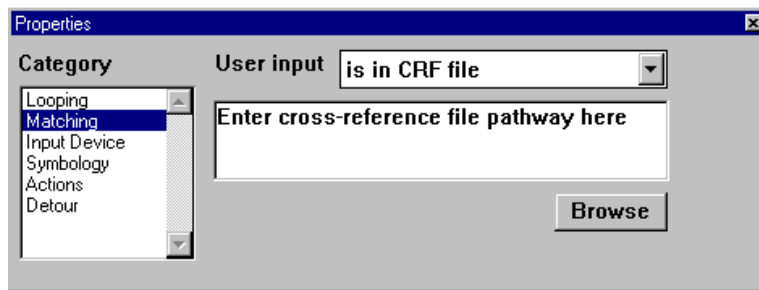 Properties
Category
Looping
Matching
Input Device
Symbology
Actions
Detour
User input
is in CRF file
Enter cross-reference file pathway here
Browse